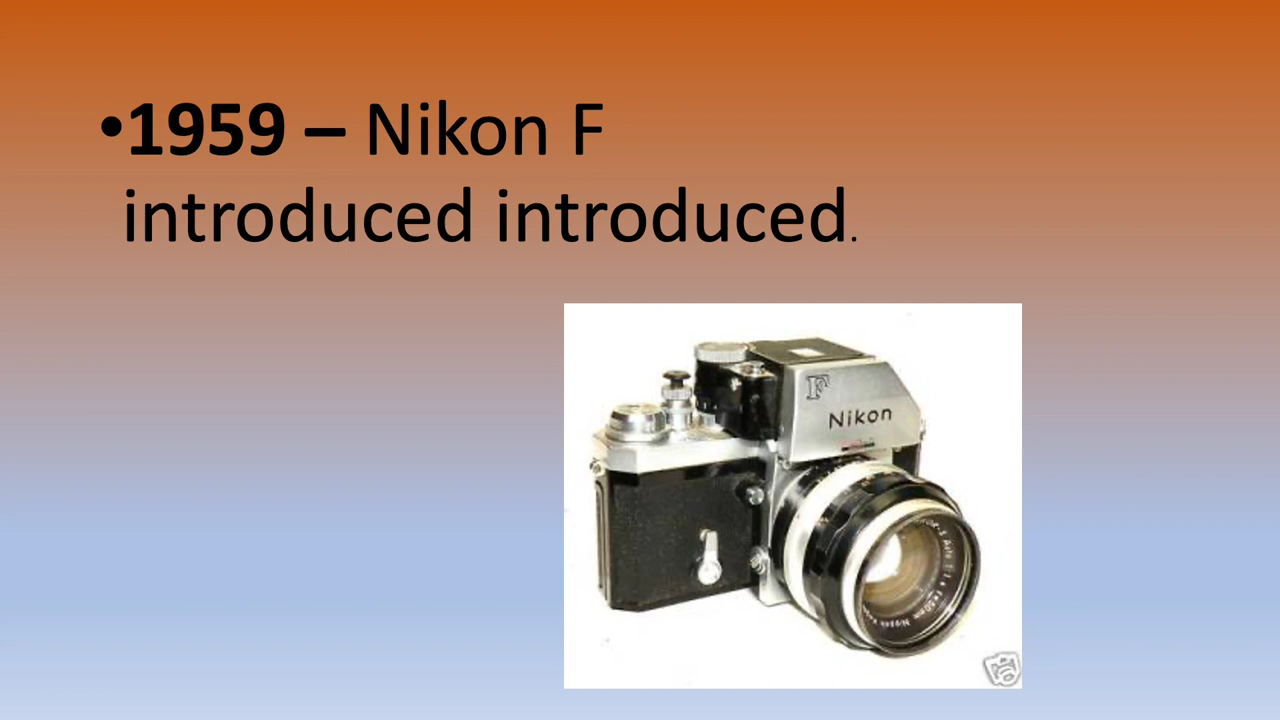 •1959 – Nikon F
introduced introduced.
F
Nikon